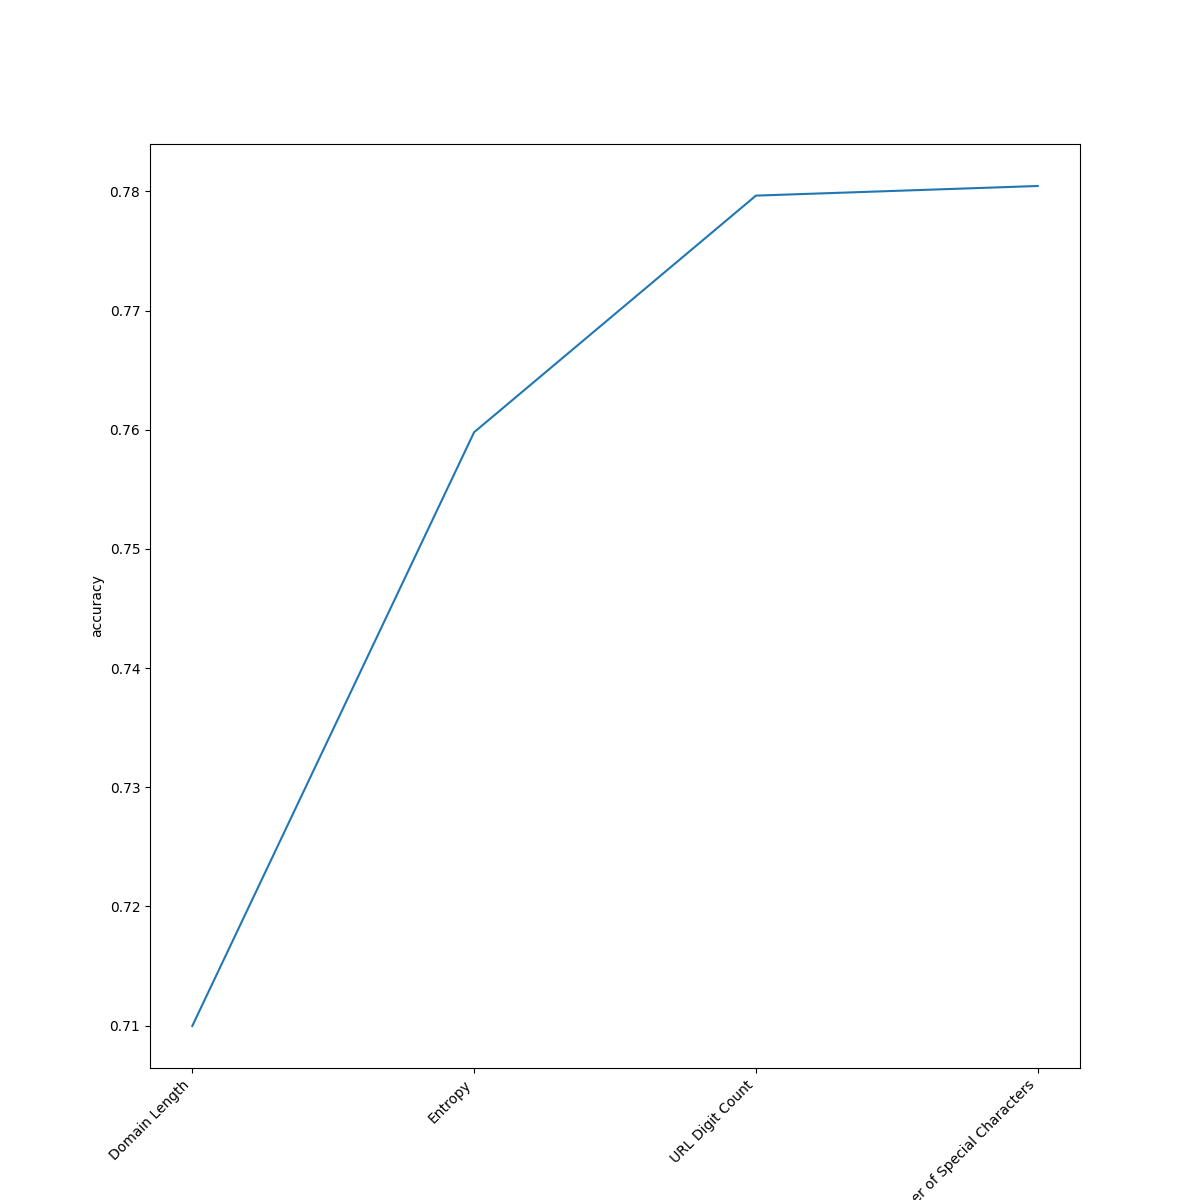 0.78
0.77
0.76
0.75
0.74
0.73
0.72
0.71
accuracy
Domain Length
Entropy
URL Digit Count
er of Special Characters